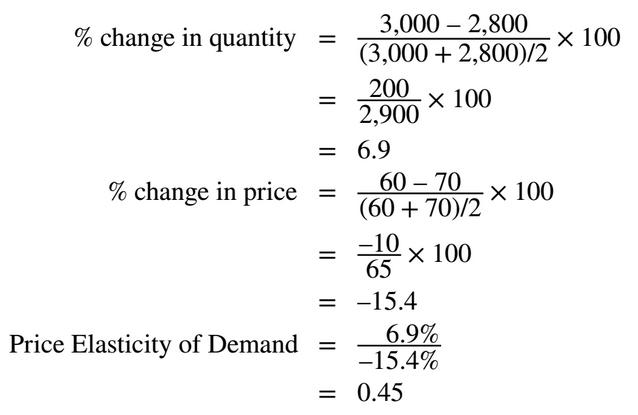 % change in quantity = 3,000 – 2,800 / (3,000 + 2,800)/2 × 100
= 200 / 2,900 × 100
= 6.9
% change in price = 60 – 70 / (60 + 70)/2 × 100
= –10 / 65 × 100
= –15.4
Price Elasticity of Demand = 6.9% / –15.4%
= 0.45